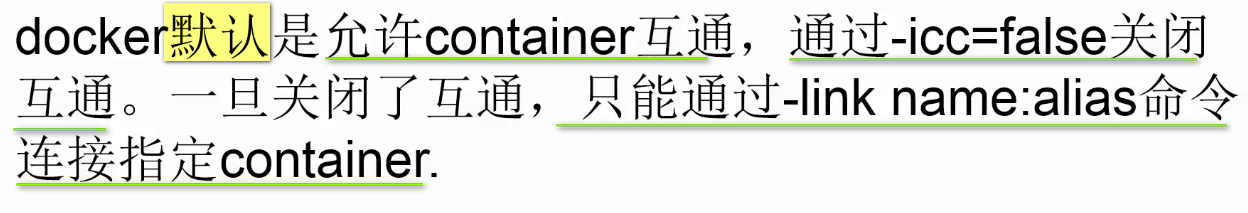 docker默认是允许container互通，通过-icc=false关闭
互通。一旦关闭了互通，只能通过-link name:alias命令
连接指定container.